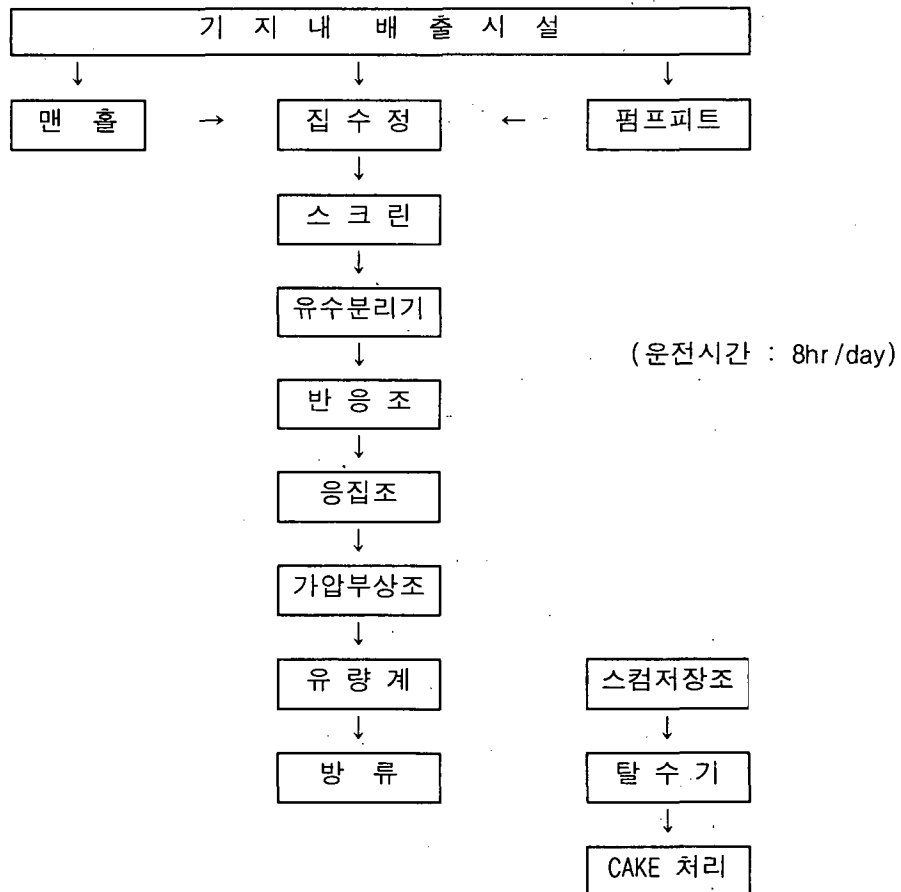 기 지 내 배 출 시 설
↓ ↓ ↓
맨 홀 → 집 수 정 ← 펌프피트
↓
스 크 린
↓
유수분리기
↓
(운전시간 : 8hr/day)
반 응 조
↓
응집조
↓
가압부상조
↓
유 량 계 스컴저장조
↓ ↓
방 류 탈 수 기
↓
CAKE 처리